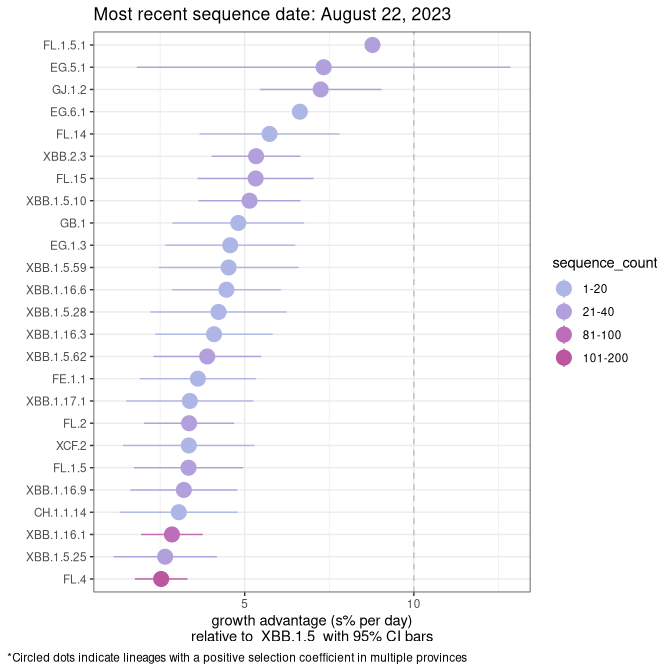 Most recent sequence date: August 22, 2023
FL.1.5.1
EG.5.1
GJ.1.2
EG.6.1
FL.14
XBB.2.3
FL.15
XBB.1.5.10
GB.1
EG.1.3
XBB.1.5.59
XBB.1.16.6
XBB.1.5.28
XBB.1.16.3
XBB.1.5.62
FE.1.1
XBB.1.17.1
FL.2
XCF.2
FL.1.5
XBB.1.16.9
CH.1.1.14
XBB.1.16.1
XBB.1.5.25
FL.4
5 10
growth advantage (s% per day)
relative to XBB.1.5 with 95% CI bars
sequence_count
1-20
21-40
81-100
101-200
*Circled dots indicate lineages with a positive selection coefficient in multiple provinces